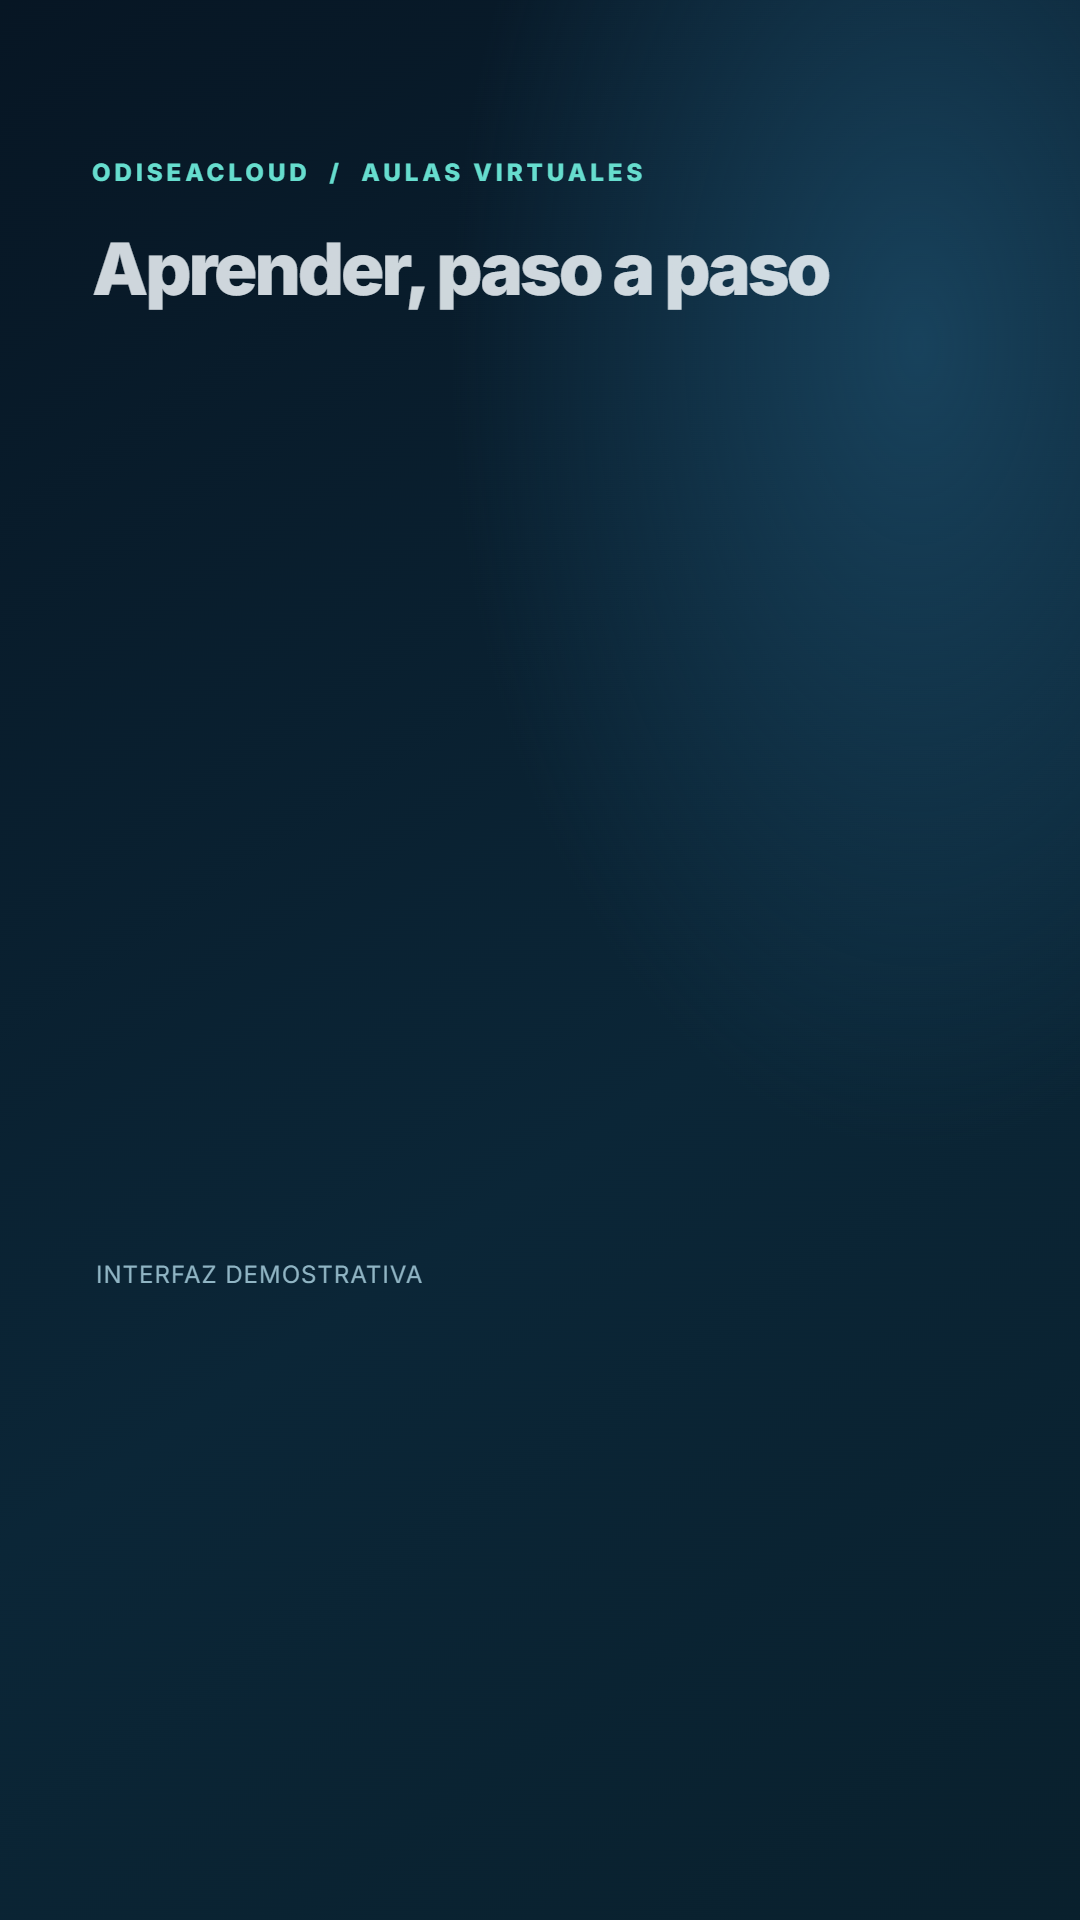 ODISEACLOUD / AULAS VIRTUALES
Aprender, paso a paso
INTERFAZ DEMOSTRATIVA